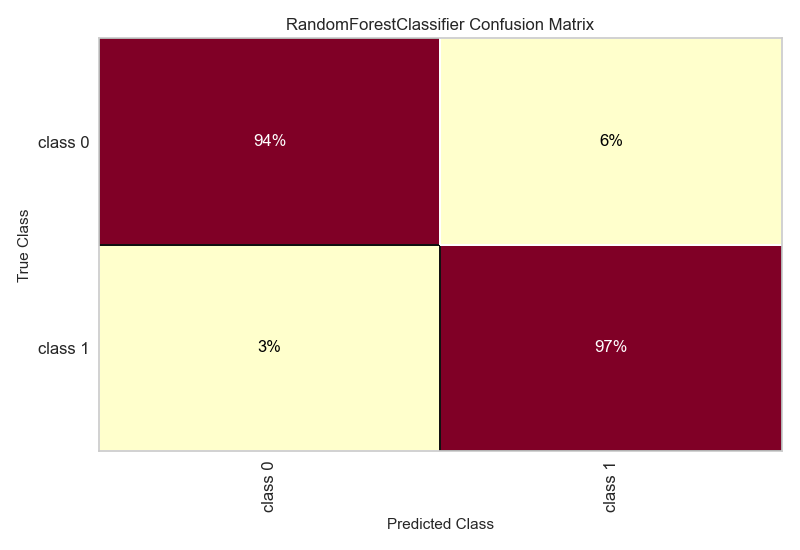 RandomForestClassifier Confusion Matrix
True Class
class 0
94%
6%
class 1
3%
97%
class 0
class 1
Predicted Class